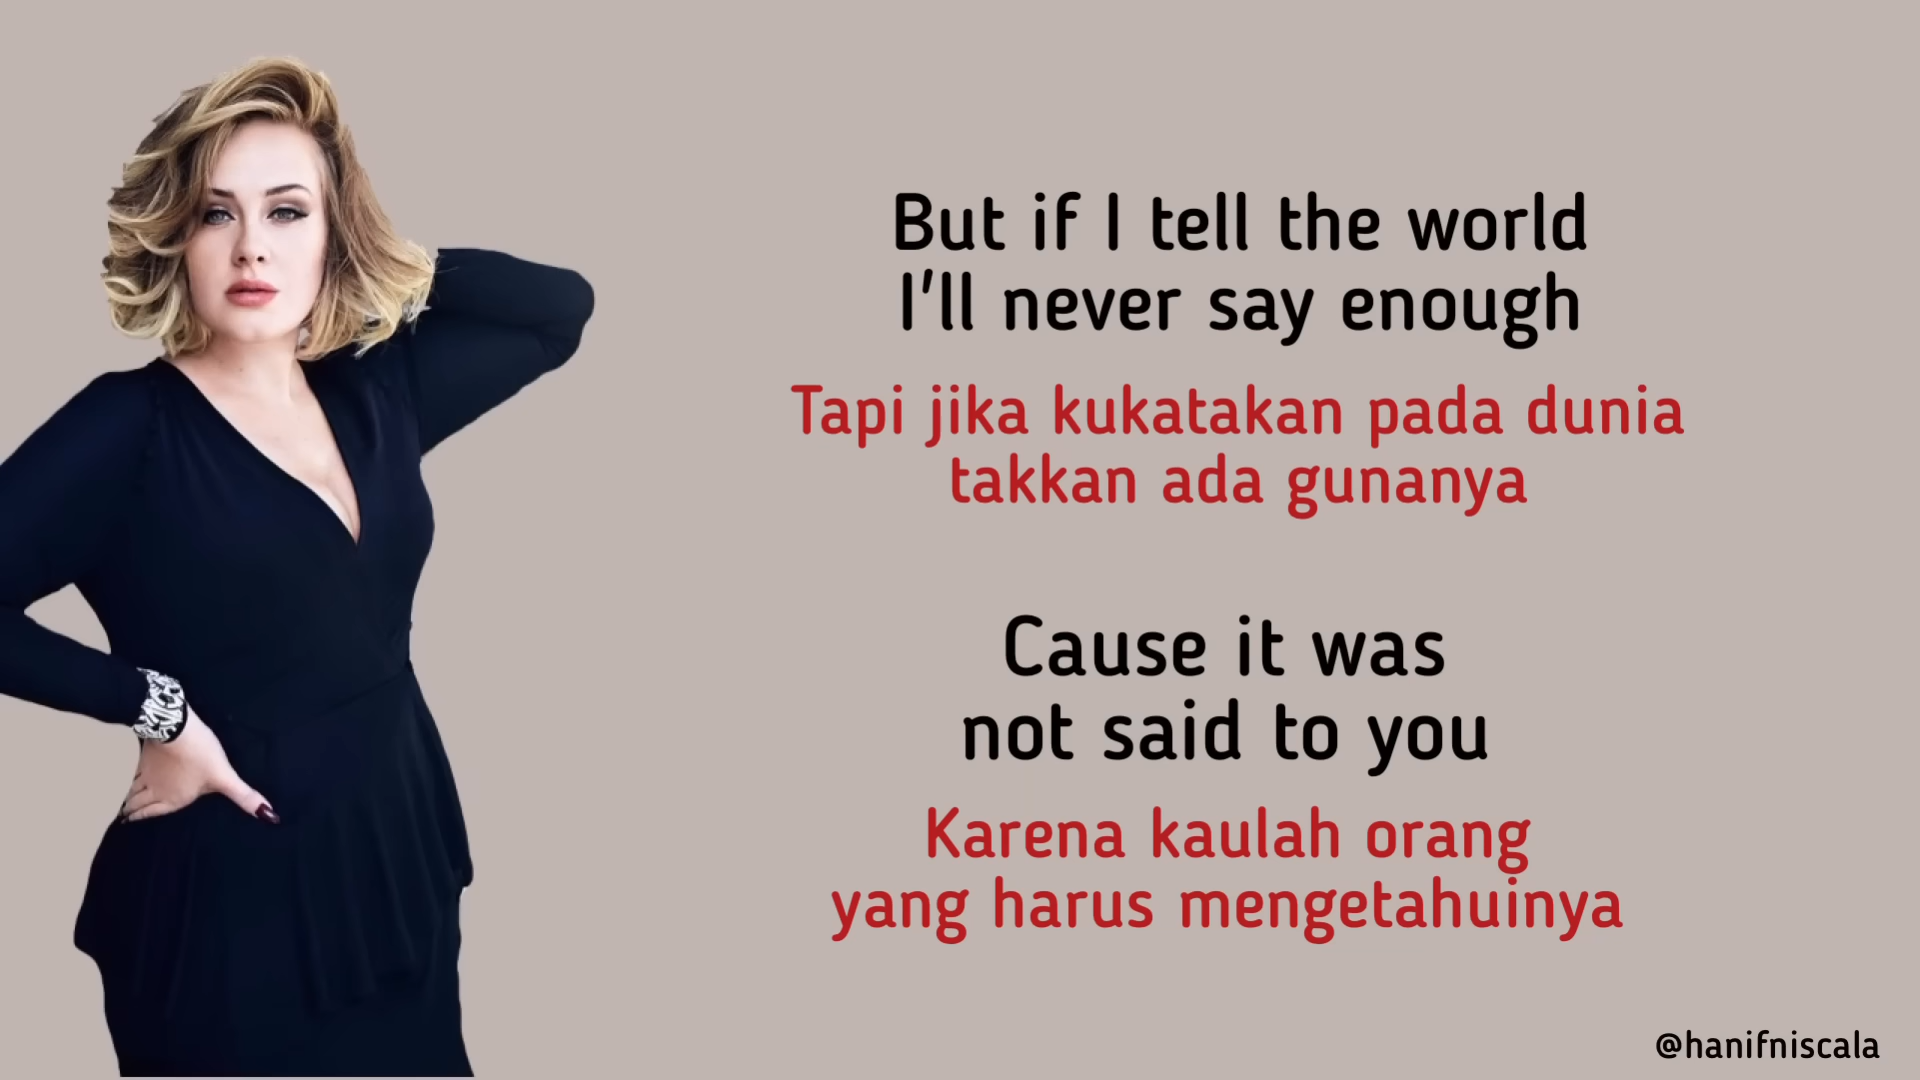 But if I tell the world
I'll never say enough
Tapi jika kukatakan pada dunia
takkan ada gunanya
Cause it was
not said to you
Karena kaulah orang
yang harus mengetahuinya
@hanifniscala